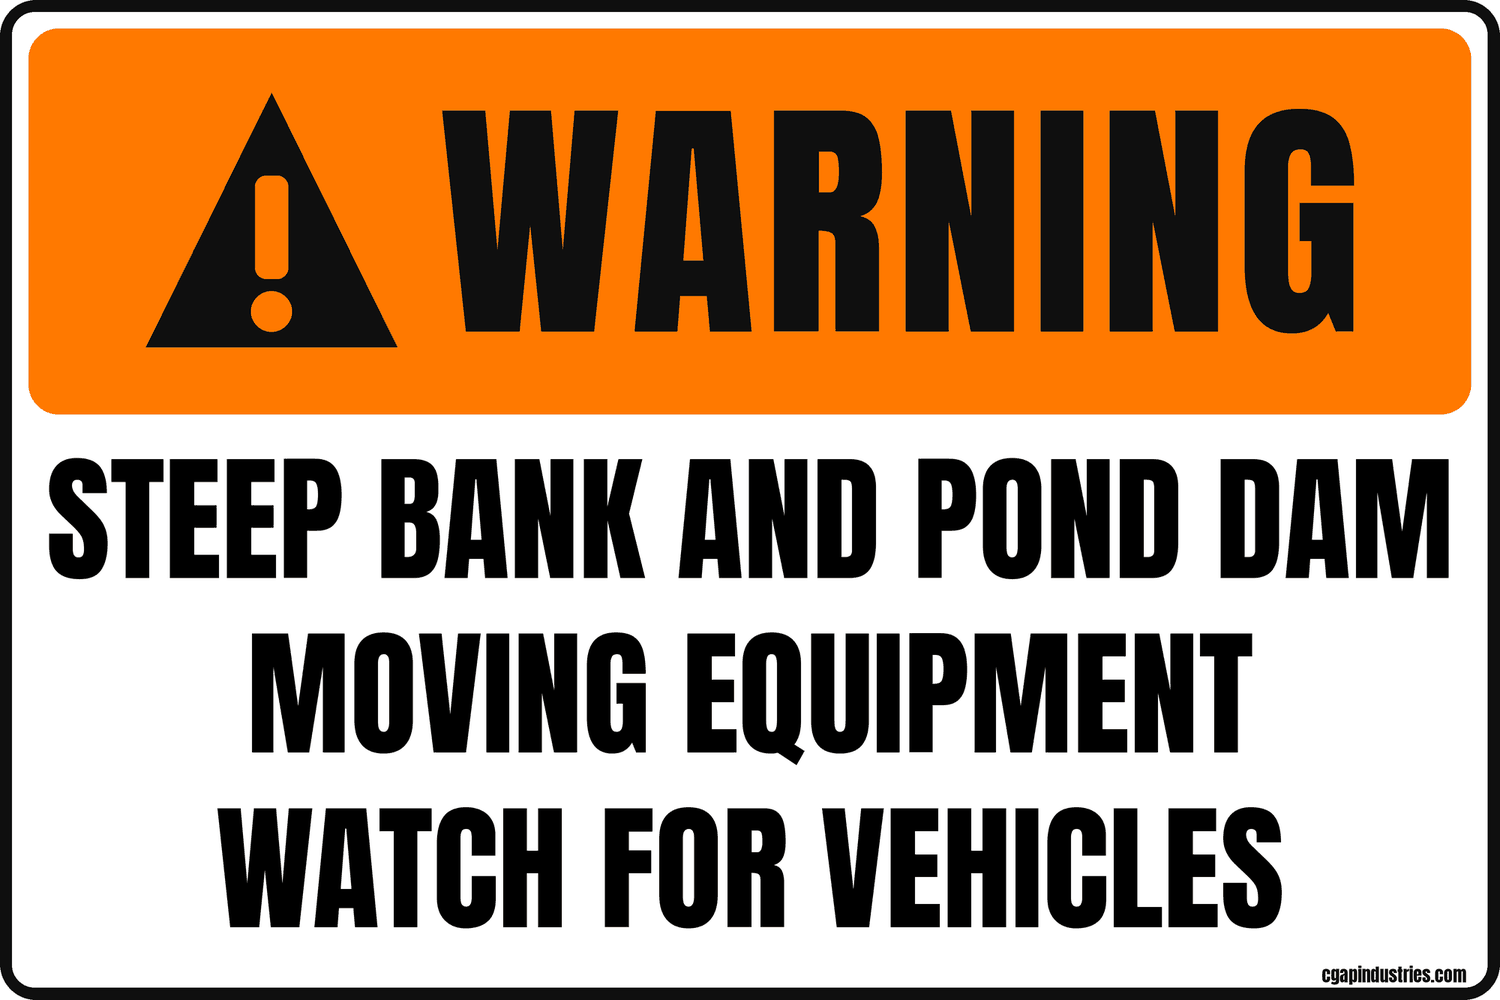 WARNING
STEEP BANK AND POND DAM
MOVING EQUIPMENT
WATCH FOR VEHICLES
cgapindustries.com